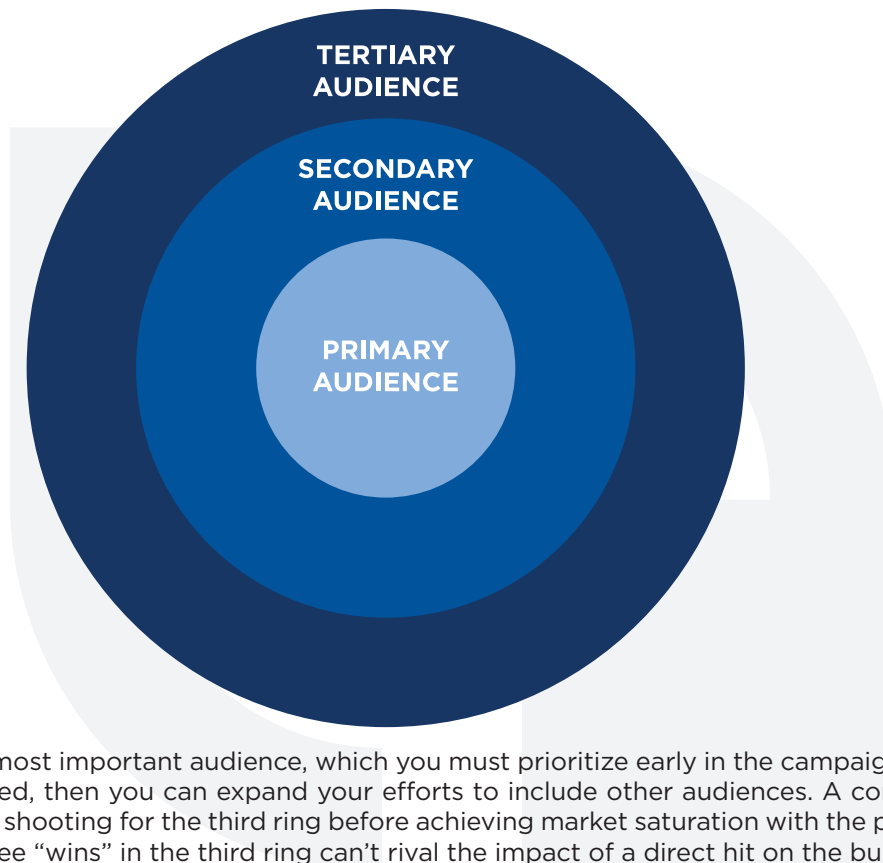 TERTIARY
AUDIENCE
SECONDARY
AUDIENCE
PRIMARY
AUDIENCE
most important audience, which you must prioritize early in the
then you can expand your efforts to include other audiences. A
shooting for the third ring before achieving market saturation with the
“wins” in the third ring can’t rival the impact of a direct hit on the